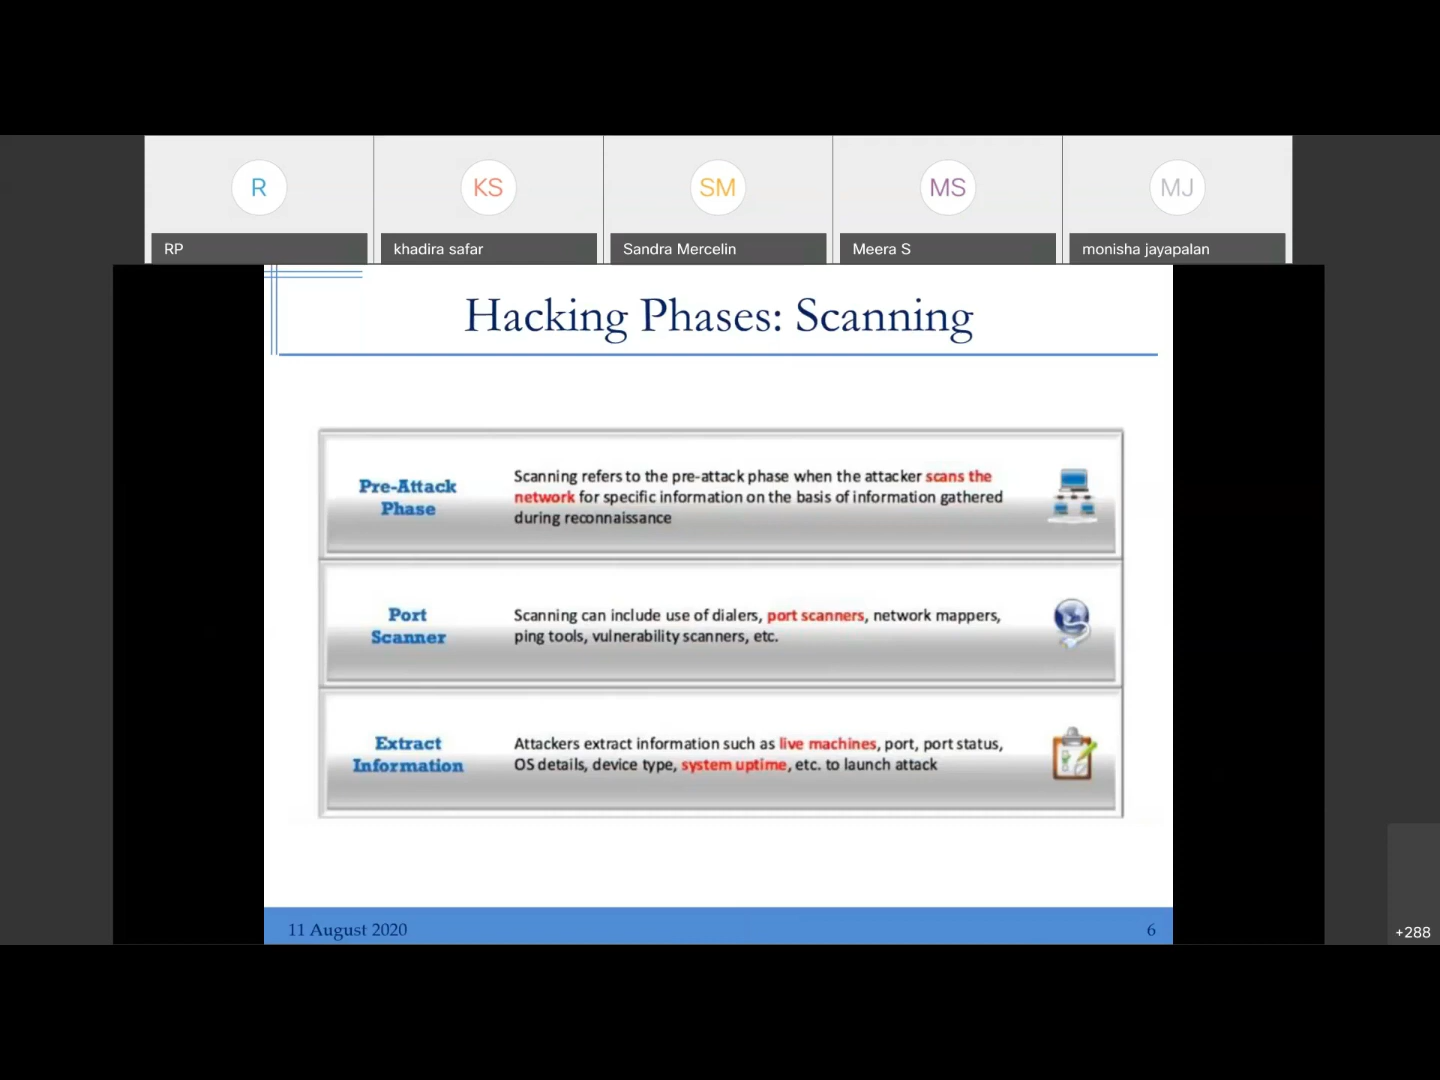 R
KS
SM
MS
MJ
RP
khadira safar
Sandra Mercelin
Meera S
monisha jayapalan
Hacking Phases: Scanning
Pre-Attack
Phase
Scanning refers to the pre-attack phase when the attacker scans the
network for specific information on the basis of information gathered
during reconnaissance
Port
Scanner
Scanning can include use of dialers, port scanners, network mappers,
ping tools, vulnerability scanners, etc.
Extract
Information
Attackers extract information such as live machines, port, port status,
OS details, device type, system uptime, etc. to launch attack
11 August 2020
6
+288